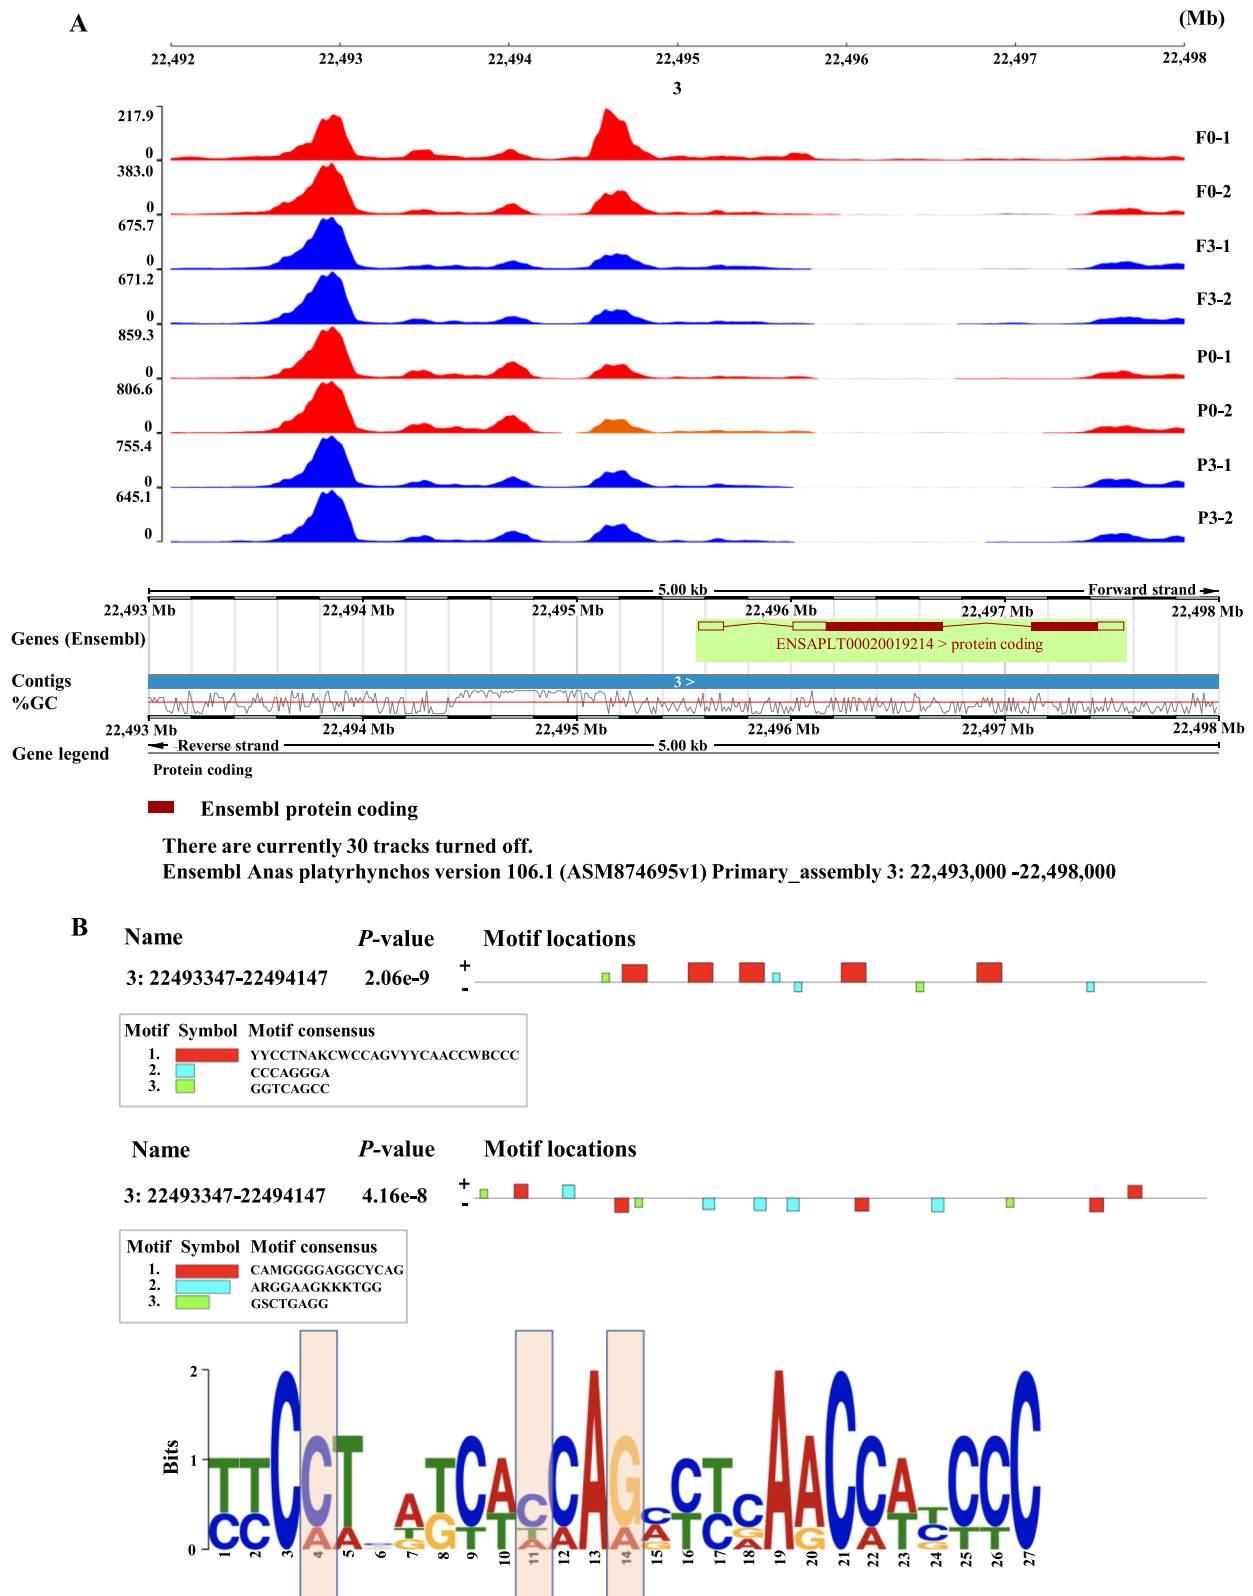 A
(Mb)
22,492 22,493 22,494 22,495 22,496 22,497 22,498
3
217.9
0
F0-1
383.0
0
F0-2
675.7
0
F3-1
671.2
0
F3-2
859.3
0
P0-1
806.6
0
P0-2
755.4
0
P3-1
645.1
0
P3-2
5.00 kb Forward strand
22,493 Mb 22,494 Mb 22,495 Mb 22,496 Mb 22,497 Mb 22,498 Mb
Genes (Ensembl)
ENSAPLT00020019214 > protein coding
Contigs
3 >
%GC
22,493 Mb 22,494 Mb 22,495 Mb 22,496 Mb 22,497 Mb 22,498 Mb
Reverse strand 5.00 kb
Gene legend
Protein coding
Ensembl protein coding
There are currently 30 tracks turned off.
Ensembl Anas platyrhynchos version 106.1 (ASM874695v1) Primary_assembly 3: 22,493,000 -22,498,000
B
Name P-value Motif locations
3: 22493347-22494147 2.06e-9 +
-
Motif Symbol Motif consensus
1. YYCCTNAKCWCCAGVYYCAACCWBCCC
2. CCCAGGGA
3. GGTCAGCC
Name P-value Motif locations
3: 22493347-22494147 4.16e-8 +
-
Motif Symbol Motif consensus
1. CAMGGGGAGGCYCAG
2. ARGGAAGKKKTGG
3. GSCTGAGG
2
1
0
Bits
TTCCT ATCACCAGCCTCAACCATCCC
CC AA TGTTTAA AATCGGATCTT
G A G A A G
1 2 3 4 5 6 7 8 9 10 11 12 13 14 15 16 17 18 19 20 21 22 23 24 25 26 27